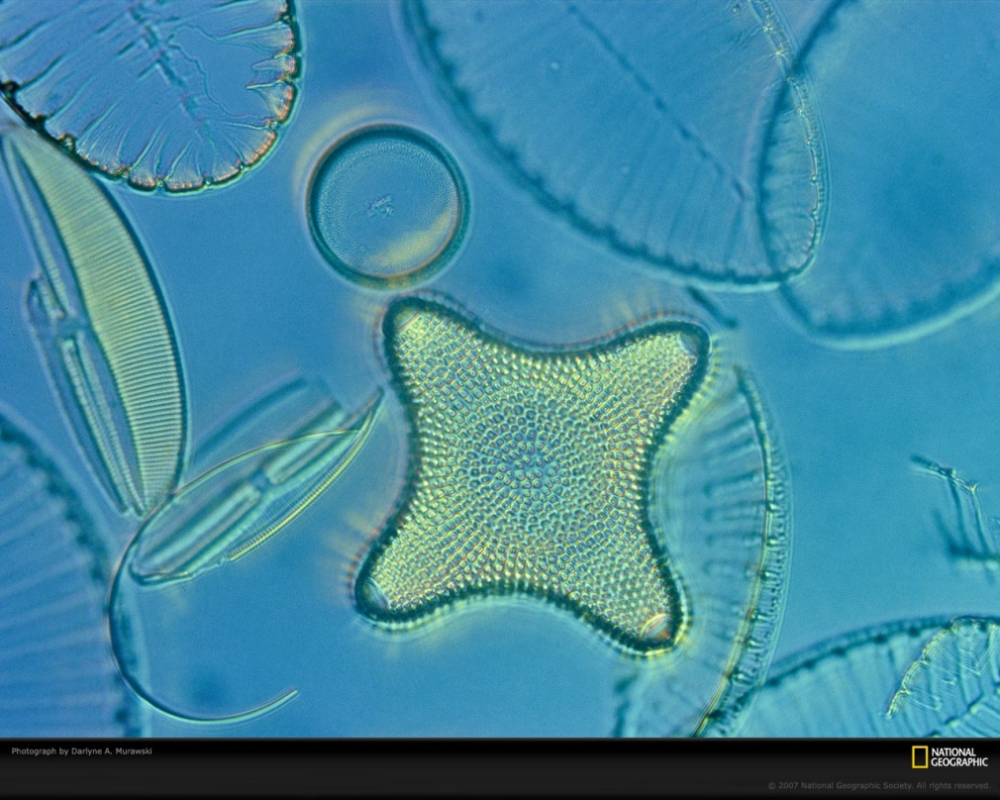 Photograph by Darlyne A. Murawski
NATIONAL
GEOGRAPHIC
© 2007 National Geographic Society. All rights reserved.